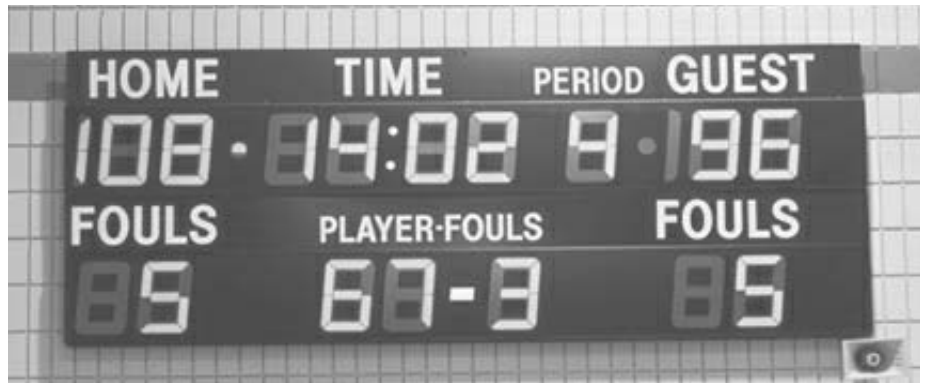 HOME TIME PERIOD GUEST
108 14:02 4 96
FOULS PLAYER-FOULS FOULS
5 67-3 5